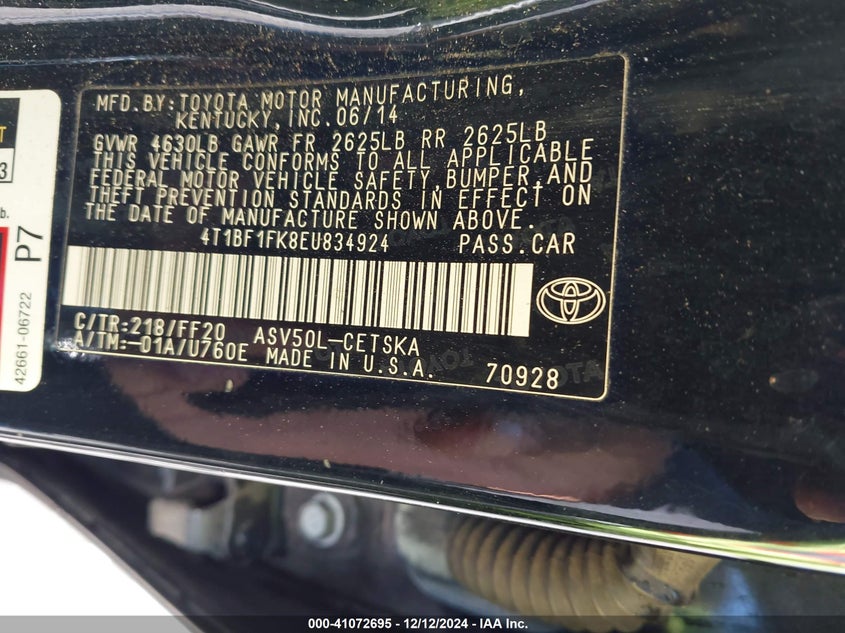 MFD.BY:TOYOTA MOTOR MANUFACTURING,
KENTUCKY, INC.06/14
GVWR 4630LB GAWR FR 2625LB RR 2625LB
THIS VEHICLE CONFORMS TO ALL APPLICABLE
FEDERAL MOTOR VEHICLE SAFETY,BUMPER,AND
THEFT PREVENTION STANDARDS IN EFFECT ON
THE DATE OF MANUFACTURE SHOWN ABOVE.
4T1BF1FK8EU834924 PASS.CAR
C/TR:218/FF20 ASV50L-CETSKA
A/TM:-01A/U760E MADE IN U.S.A. 70928
P7
42661-06722
000-41072695 - 12/12/2024 - IAA Inc.